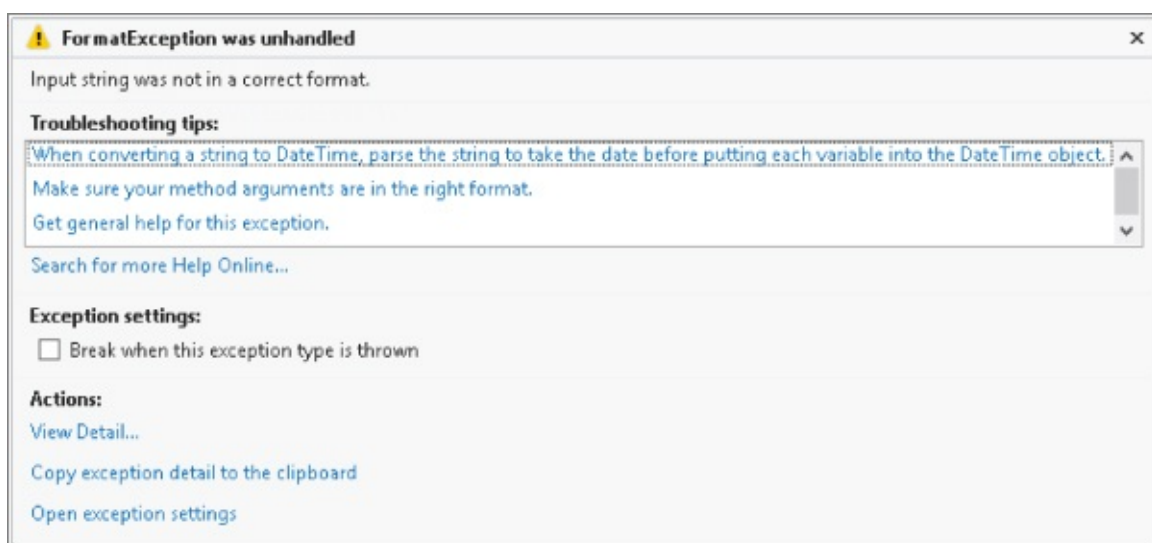 FormatException was unhandled
Input string was not in a correct format.
Troubleshooting tips:
When converting a string to DateTime, parse the string to take the date before putting each variable into the DateTime object.
Make sure your method arguments are in the right format.
Get general help for this exception.
Search for more Help Online...
Exception settings:
Break when this exception type is thrown
Actions:
View Detail...
Copy exception detail to the clipboard
Open exception settings